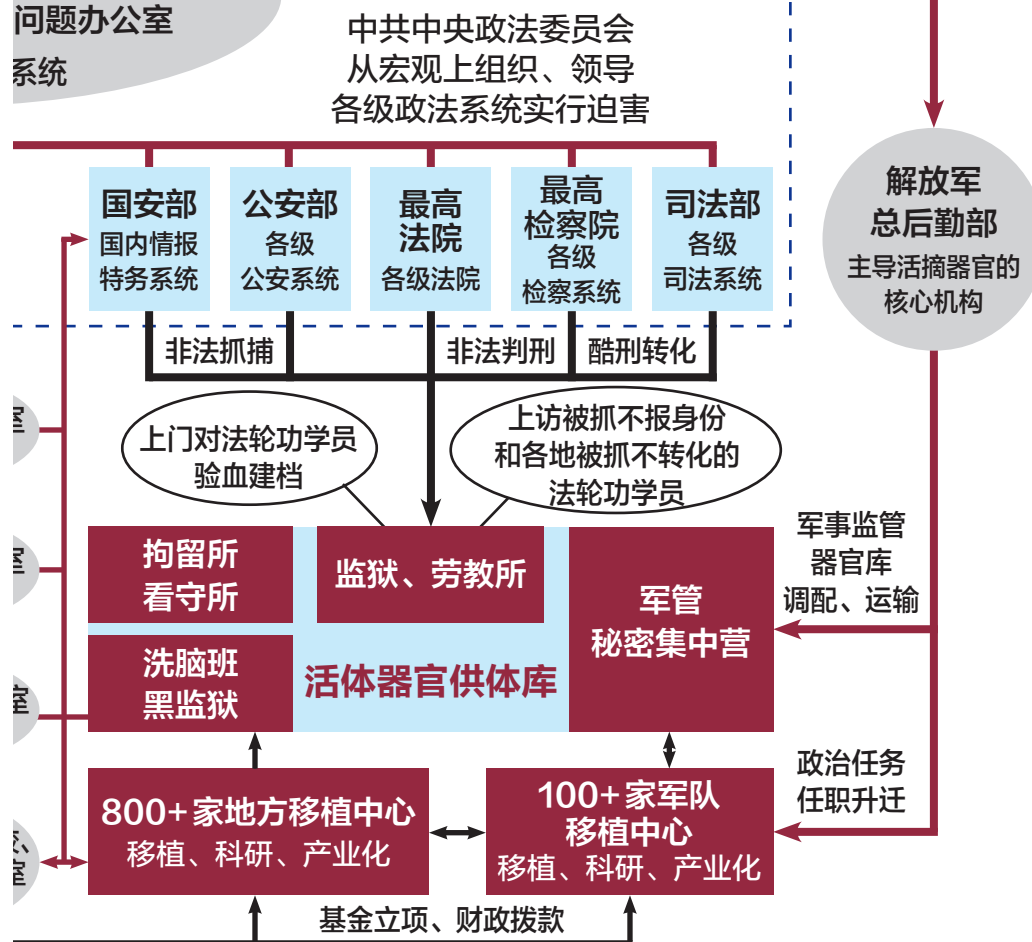 问题办公室
系统
中共中央政法委员会
从宏观上组织、领导
各级政法系统实行迫害
国安部
国内情报
特务系统
公安部
各级
公安系统
最高
法院
各级法院
最高
检察院
各级
检察系统
司法部
各级
司法系统
解放军
总后勤部
主导活摘器官的
核心机构
非法抓捕
非法判刑
酷刑转化
上门对法轮功学员
验血建档
上访被抓不报身份
和各地被抓不转化的
法轮功学员
拘留所
看守所
监狱、劳教所
军管
秘密集中营
军事监管
器官库
调配、运输
洗脑班
黑监狱
活体器官供体库
800+家地方移植中心
移植、科研、产业化
100+家军队
移植中心
移植、科研、产业化
政治任务
任职升迁
基金立项、财政拨款